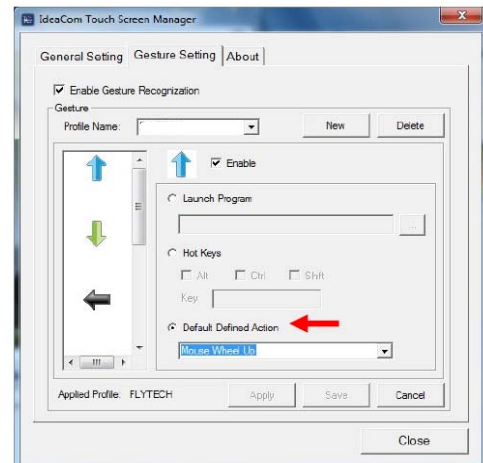 IdeaCom Touch Screen Manager
General Setting Gesture Setting About
Enable Gesture Recognization
Gesture
Profile Name: New Delete
Enable
Launch Program
...
Hot Keys
Alt Ctrl Shift
Key
Default Defined Action
Mouse Wheel Up
Applied Profile: FLYTECH Apply Save Cancel
Close